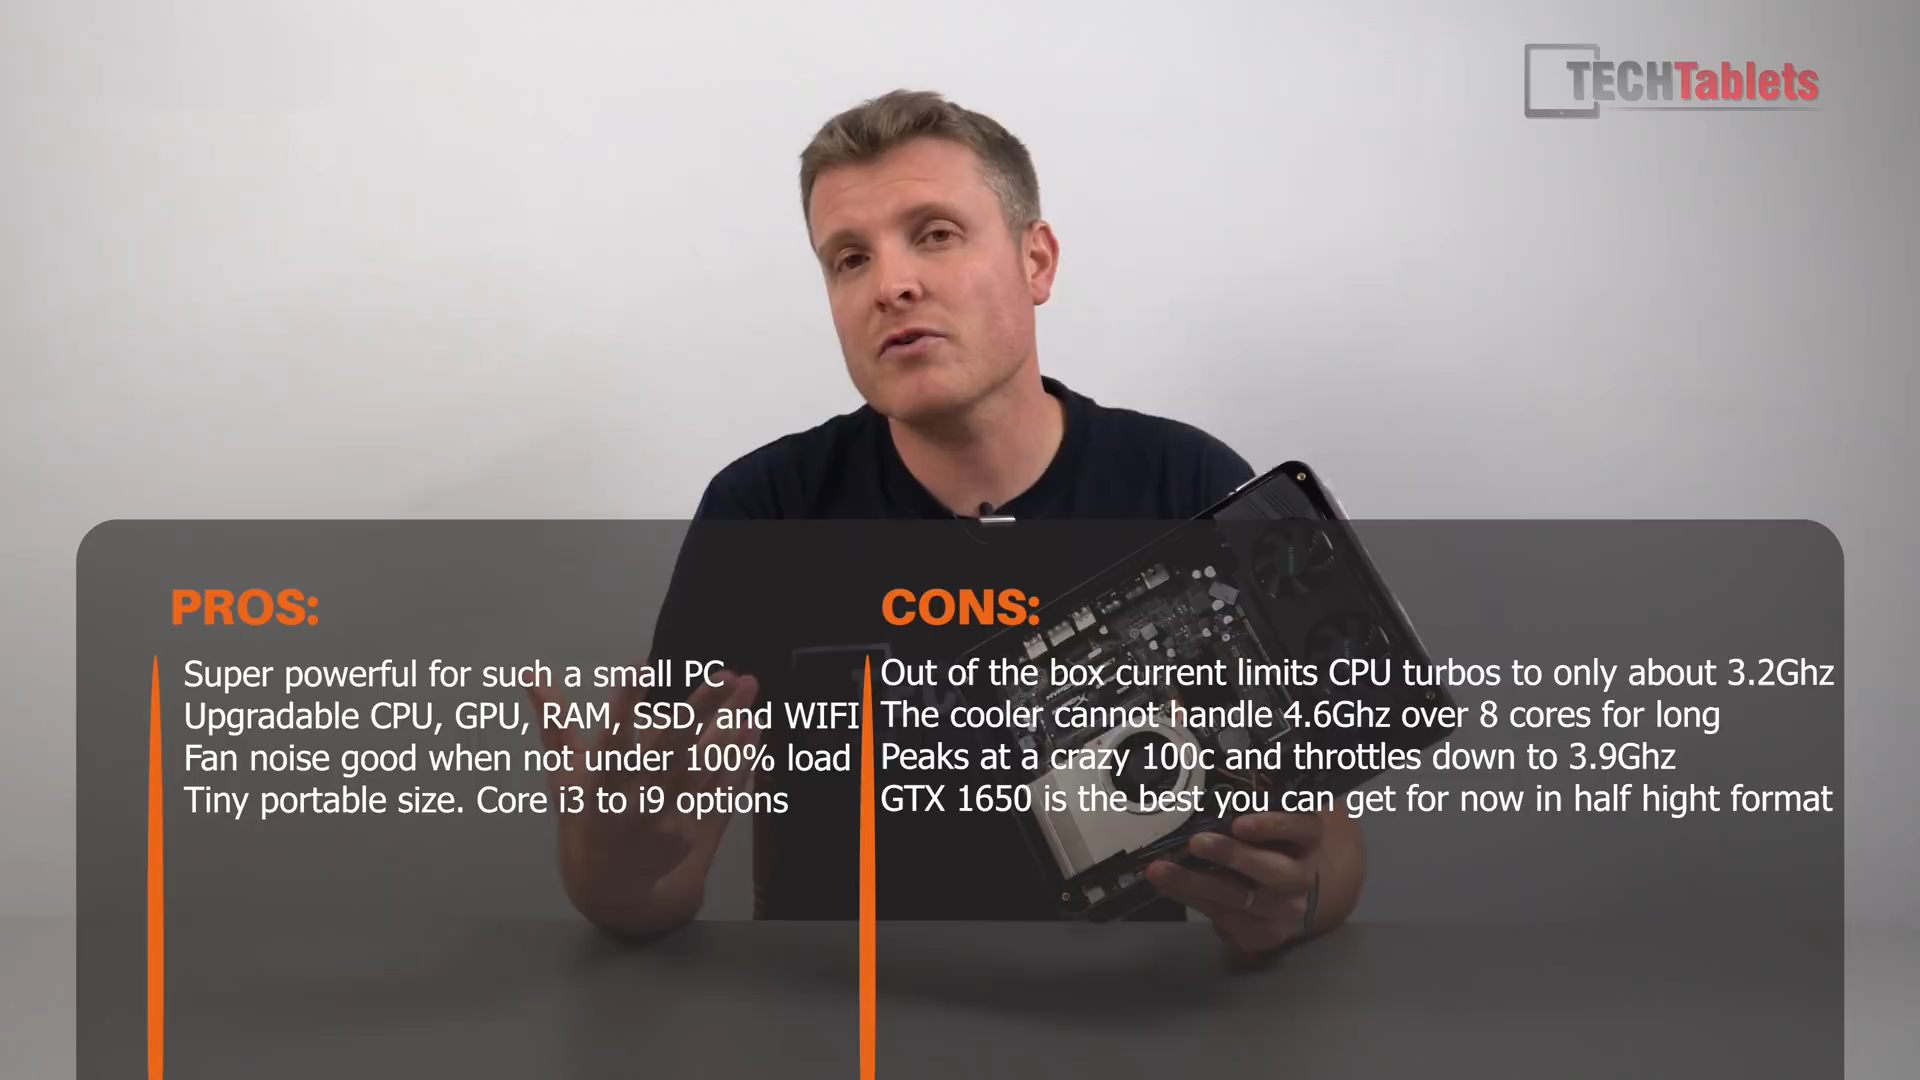 TECHTablets
PROS:
Super powerful for such a small PC
Upgradable CPU, GPU, RAM, SSD, and WIFI
Fan noise good when not under 100% load
Tiny portable size. Core i3 to i9 options
CONS:
Out of the box current limits CPU turbos to only about 3.2Ghz
The cooler cannot handle 4.6Ghz over 8 cores for long
Peaks at a crazy 100c and throttles down to 3.9Ghz
GTX 1650 is the best you can get for now in half hight format